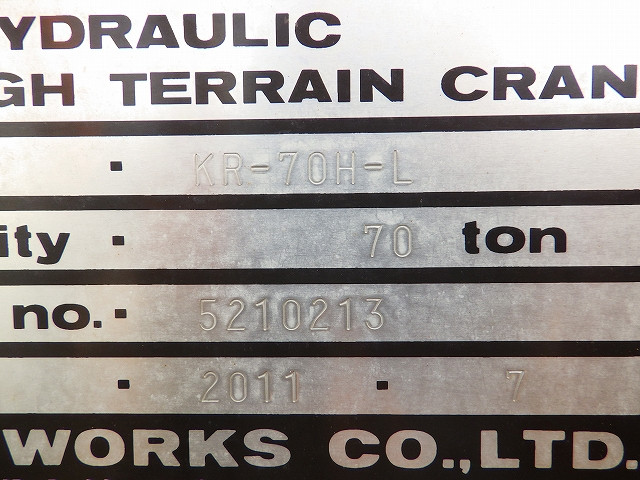 YDRAULIC
GH TERRAIN CRAN
· KR-70H-L
ity · 70 ton
no. · 5210213
· 2011 · 7
WORKS CO.,LTD.